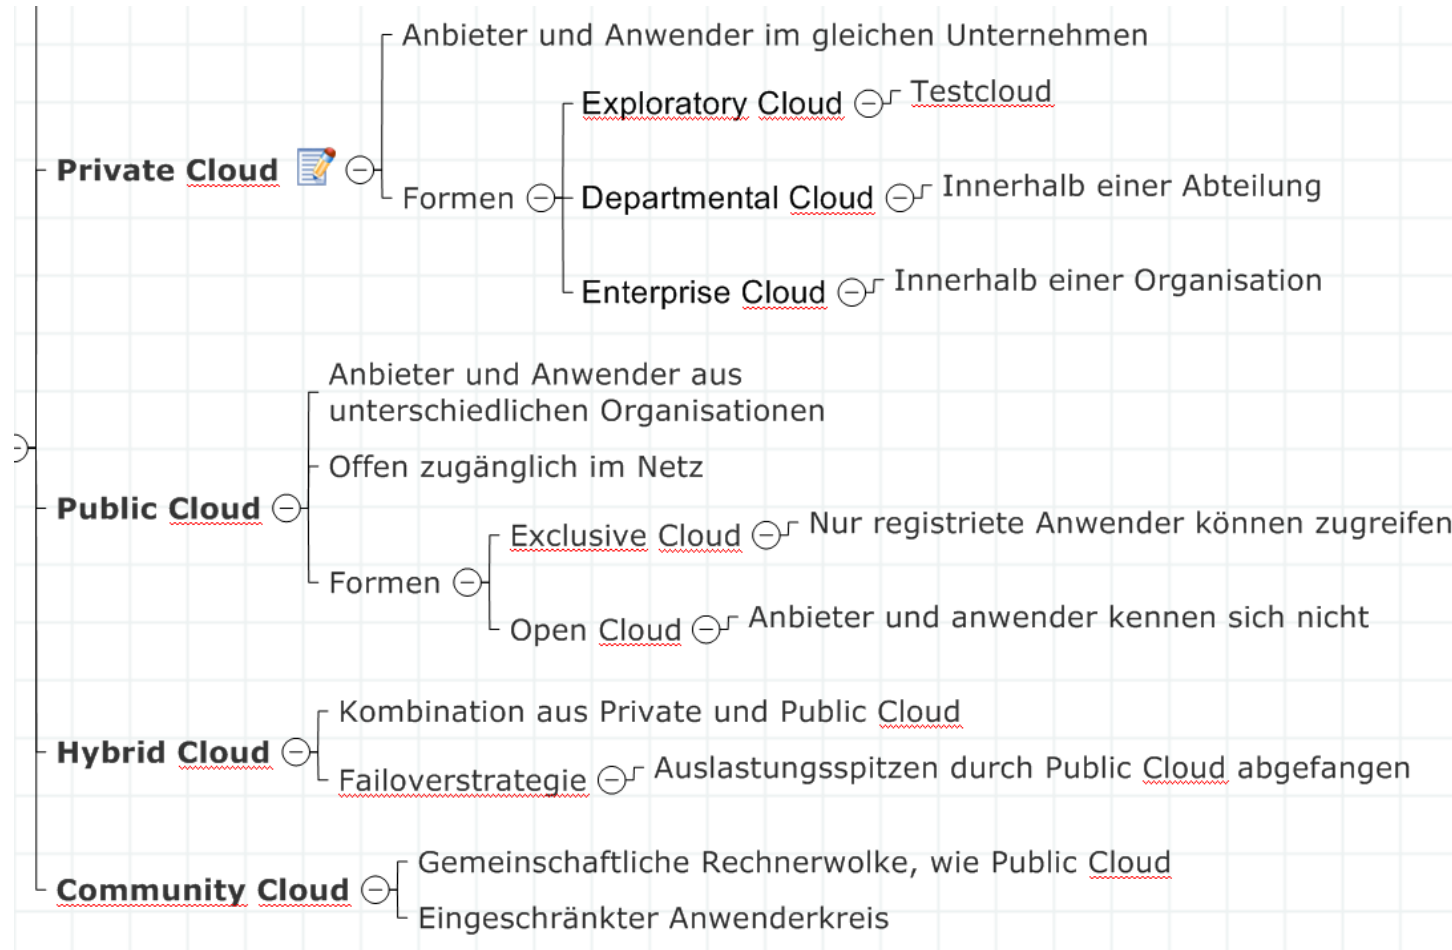 Anbieter und Anwender im gleichen Unternehmen
Private Cloud
Formen
Exploratory Cloud
Testcloud
Departmental Cloud
Innerhalb einer Abteilung
Enterprise Cloud
Innerhalb einer Organisation
Public Cloud
Anbieter und Anwender aus
unterschiedlichen Organisationen
Offen zugänglich im Netz
Formen
Exclusive Cloud
Nur registriete Anwender können zugreifen
Open Cloud
Anbieter und anwender kennen sich nicht
Hybrid Cloud
Kombination aus Private und Public Cloud
Failoverstrategie
Auslastungsspitzen durch Public Cloud abgefangen
Community Cloud
Gemeinschaftliche Rechnerwolke, wie Public Cloud
Eingeschränkter Anwenderkreis